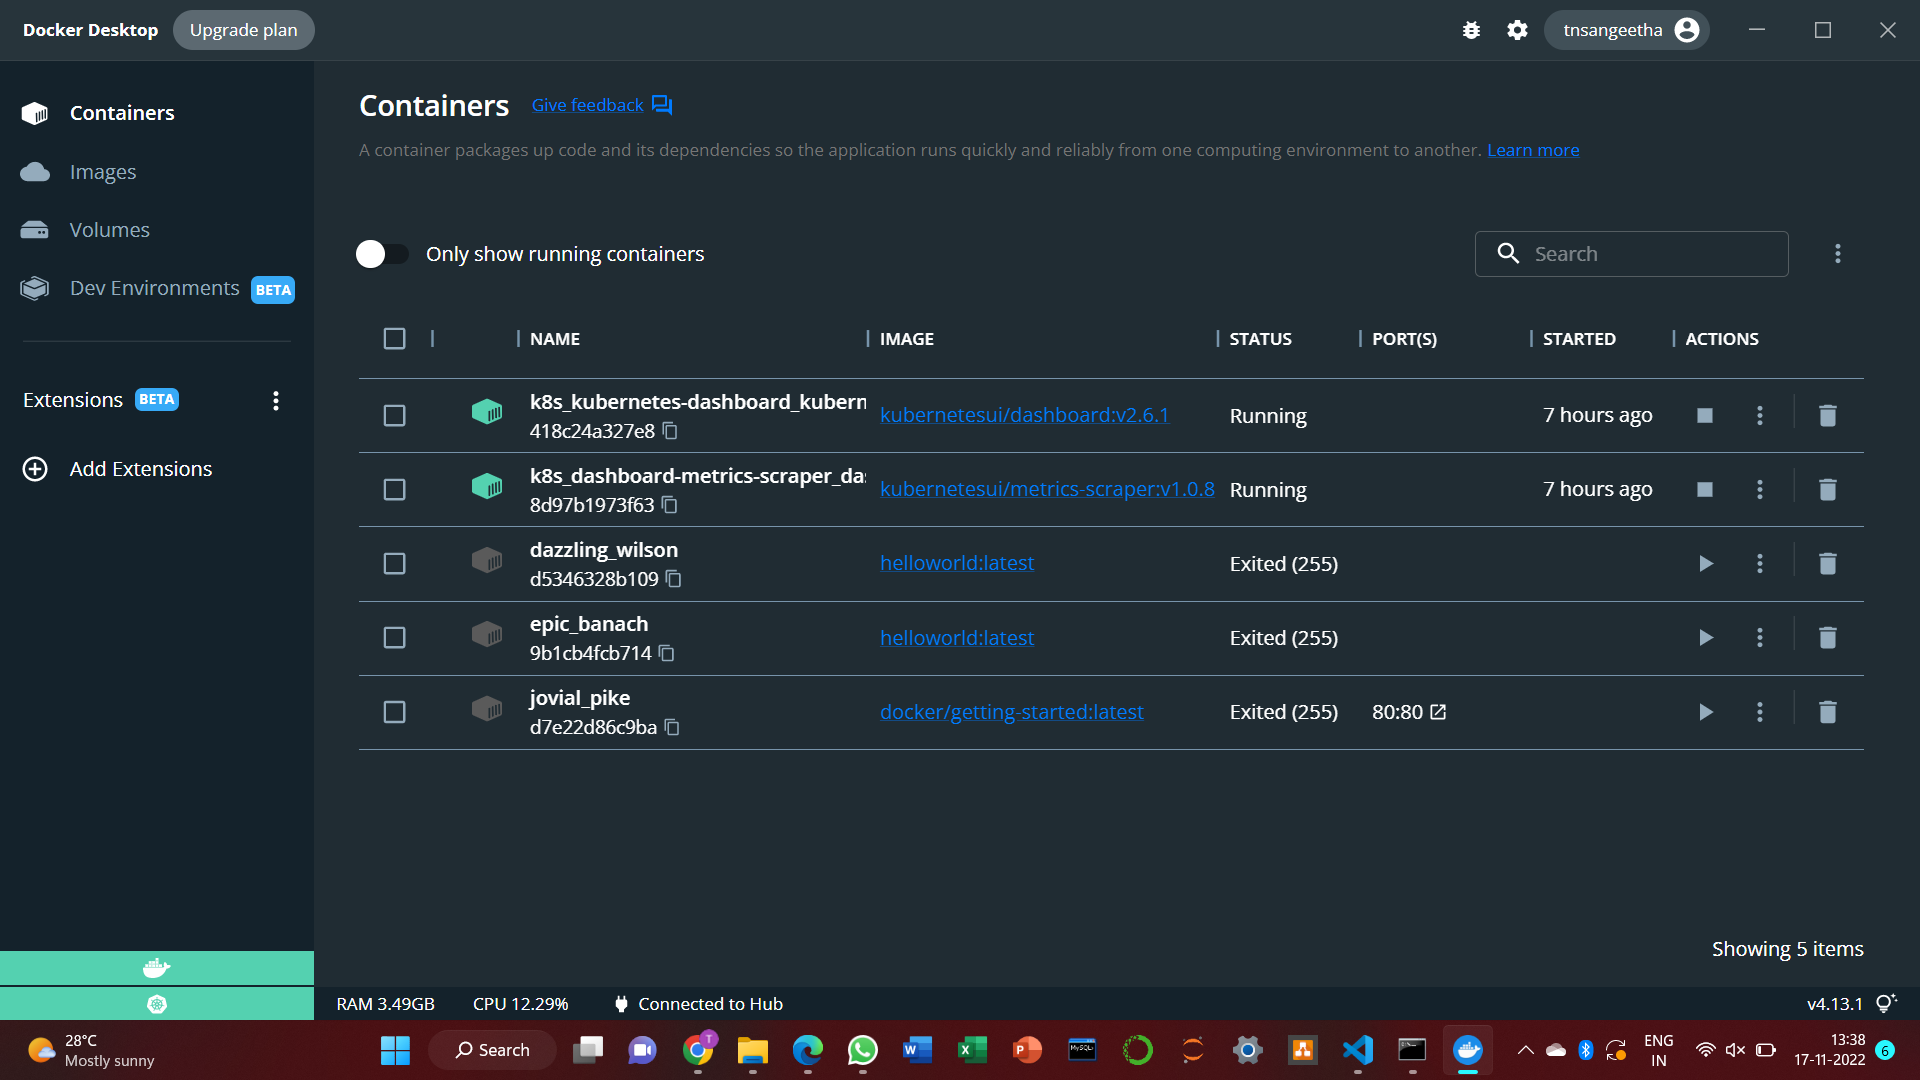 Docker Desktop Upgrade plan tnsangeetha
Containers
Images
Volumes
Dev Environments BETA
Extensions BETA
Add Extensions
Containers Give feedback
A container packages up code and its dependencies so the application runs quickly and reliably from one computing environment to another. Learn more
Only show running containers Search
NAME IMAGE STATUS PORT(S) STARTED ACTIONS
k8s_kubernetes-dashboard_kubern
418c24a327e8
kubernetesui/dashboard:v2.6.1 Running 7 hours ago
k8s_dashboard-metrics-scraper_da
8d97b1973f63
kubernetesui/metrics-scraper:v1.0.8 Running 7 hours ago
dazzling_wilson
d5346328b109
helloworld:latest Exited (255)
epic_banach
9b1cb4fcb714
helloworld:latest Exited (255)
jovial_pike
d7e22d86c9ba
docker/getting-started:latest Exited (255) 80:80
Showing 5 items
RAM 3.49GB CPU 12.29% Connected to Hub v4.13.1
28°C
Mostly sunny
Search
T
MySQL
ENG
IN
13:38
17-11-2022
6